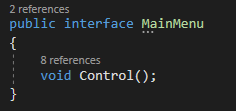 2 references
public interface MainMenu
{
8 references
void Control();
}